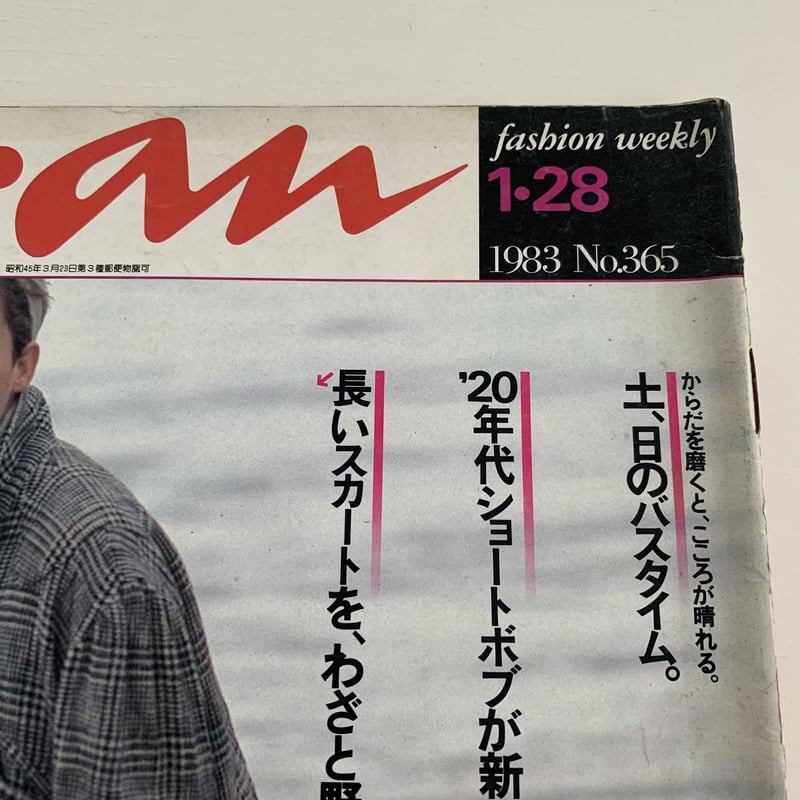 an
fashion weekly
1•28
1983 No.365
昭和45年3月23日第3種郵便物認可
からだを磨くと、こころが晴れる。
土、日のバスタイム。
'20年代ショートボブが新
長いスカートを、わざと野